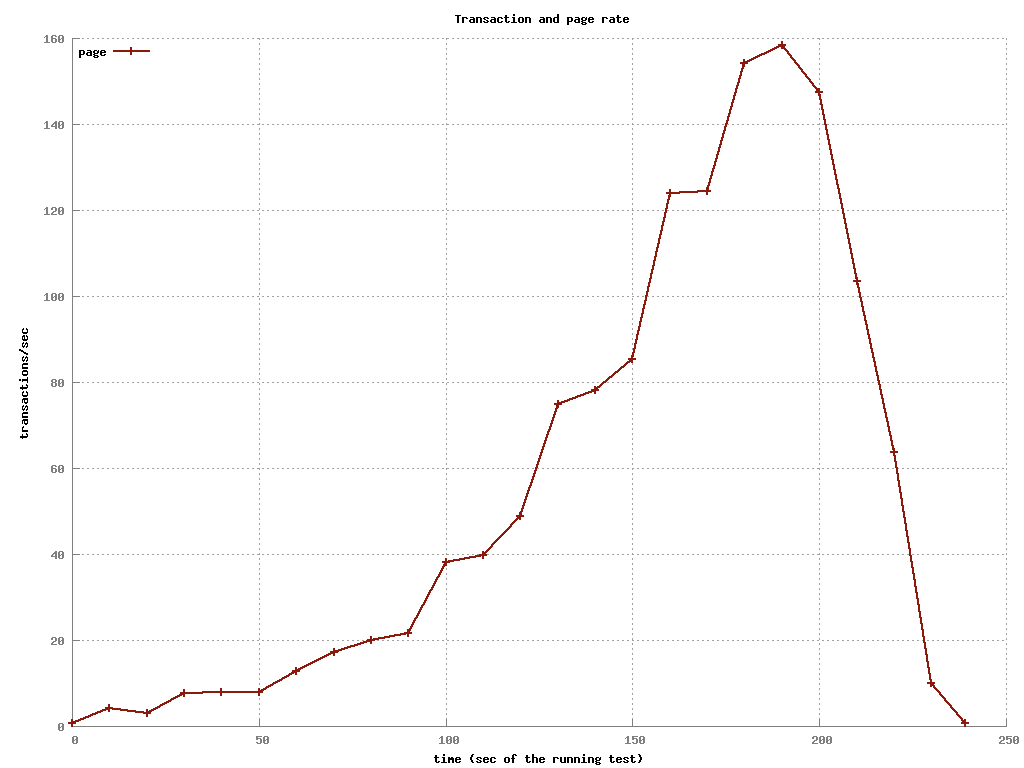 Transaction and page rate
160
page
140
120
100
transactions/sec
80
60
40
20
0
0 50 100 150 200 250
time (sec of the running test)